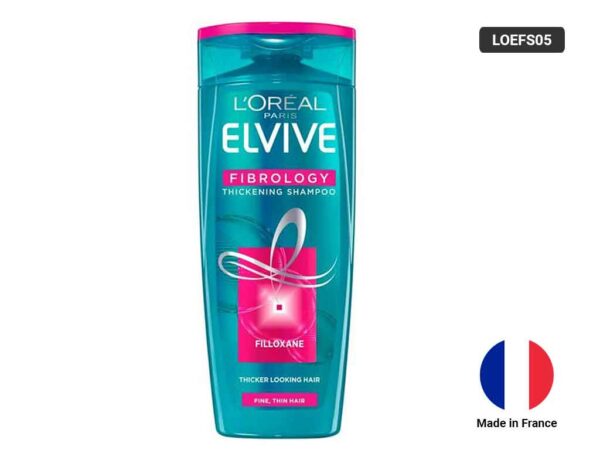 LOEFS05
L'ORÉAL
PARIS
ELVIVE
FIBROLOGY
THICKENING SHAMPOO
FILLOXANE
THICKER LOOKING HAIR
FINE, THIN HAIR
Made in France